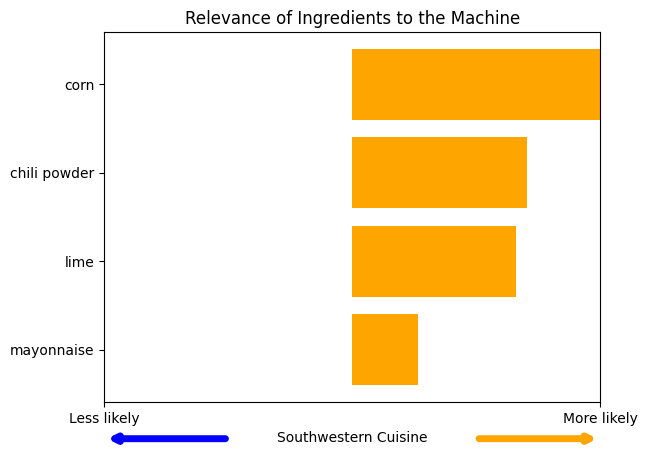 Relevance of Ingredients to the Machine
corn
chili powder
lime
mayonnaise
Less likely More likely
Southwestern Cuisine